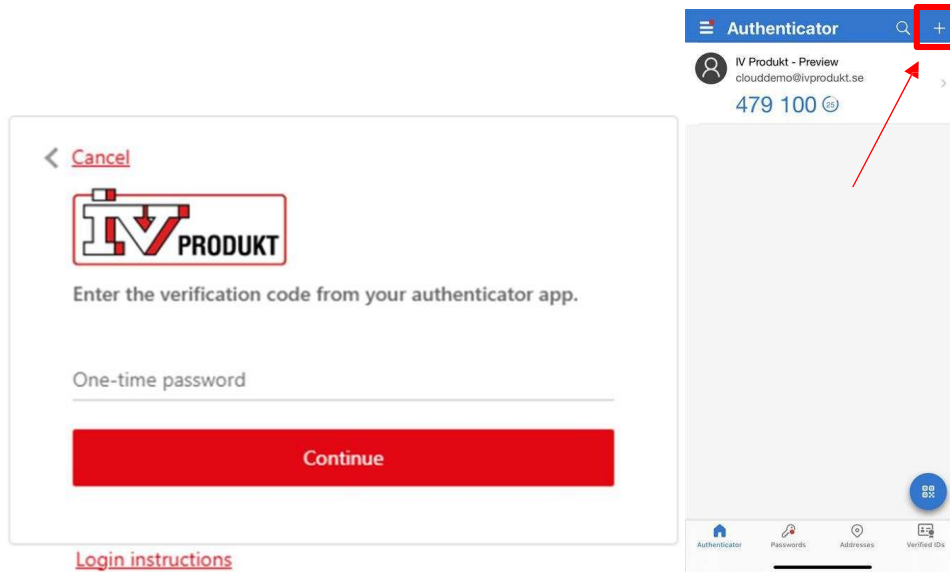 Cancel
IV PRODUKT
Enter the verification code from your authenticator app.
One-time password
Continue
Login instructions
Authenticator
IV Produkt - Preview
clouddemo@ivprodukt.se
479 100 25
Authenticator Passwords Addresses Verified IDs